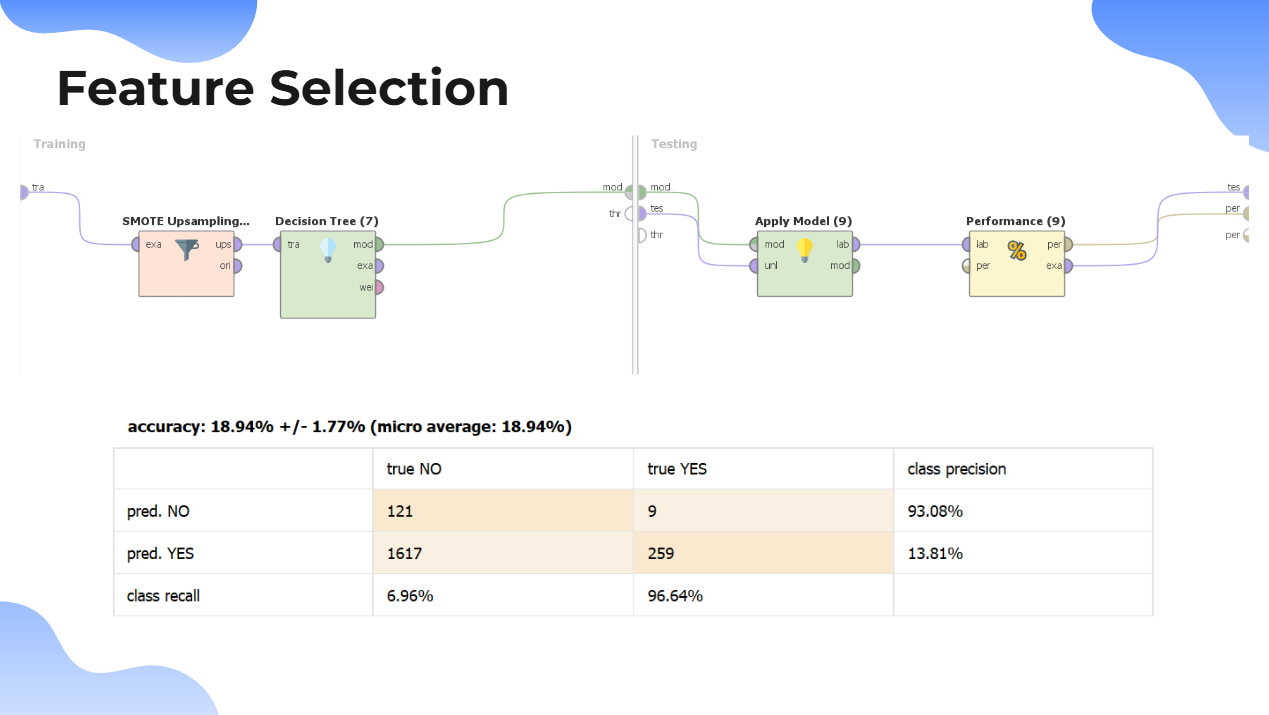 Feature Selection
Training
Testing
tra
mod
mod
tes
thr
tes
per
thr
per
SMOTE Upsampling...
Decision Tree (7)
Apply Model (9)
Performance (9)
exa
ups
tra
mod
mod
lab
lab
per
ori
exa
unl
mod
per
exa
wei
accuracy: 18.94% +/- 1.77% (micro average: 18.94%)
true NO true YES class precision
pred. NO 121 9 93.08%
pred. YES 1617 259 13.81%
class recall 6.96% 96.64%